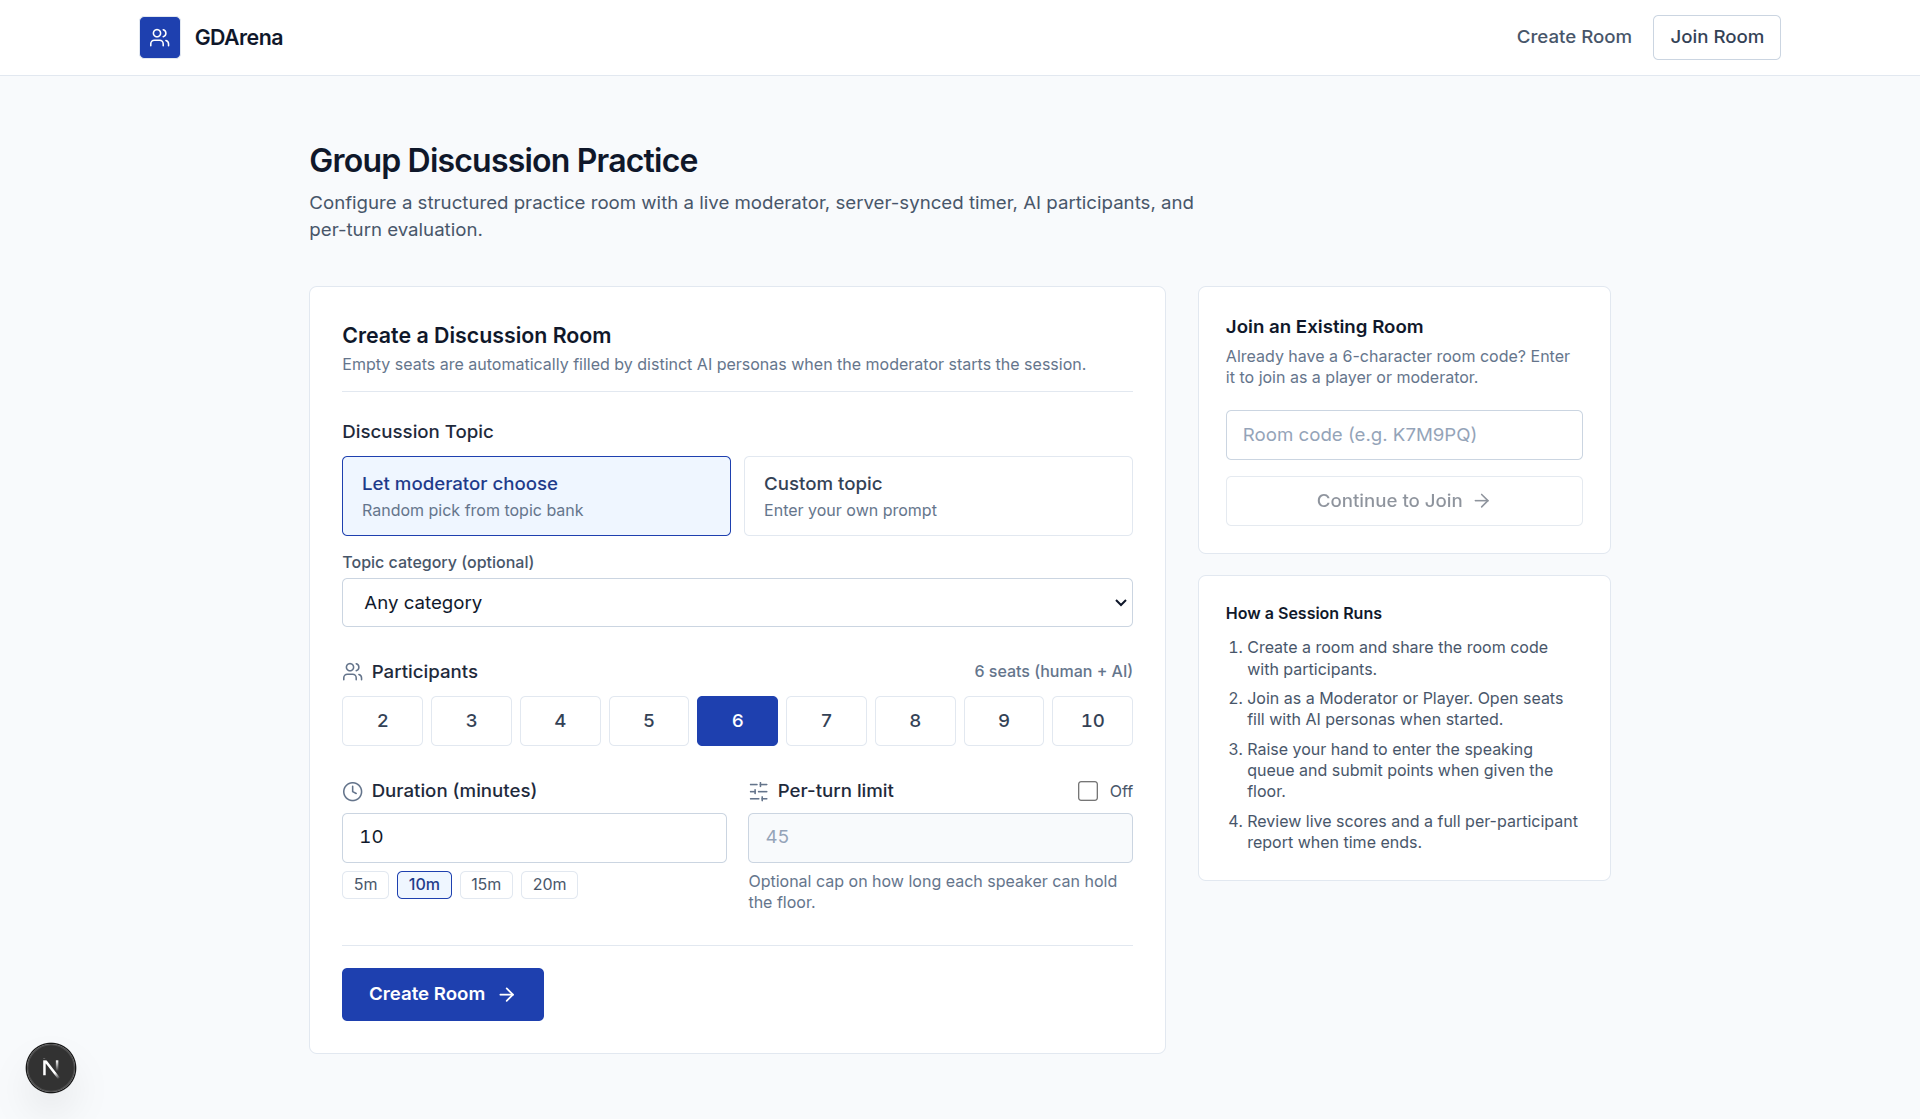 GDArena
Create Room
Join Room
Group Discussion Practice
Configure a structured practice room with a live moderator, server-synced timer, AI participants, and
per-turn evaluation.
Create a Discussion Room
Empty seats are automatically filled by distinct AI personas when the moderator starts the session.
Discussion Topic
Let moderator choose
Random pick from topic bank
Custom topic
Enter your own prompt
Topic category (optional)
Any category
Participants
6 seats (human + AI)
2
3
4
5
6
7
8
9
10
Duration (minutes)
10
5m
10m
15m
20m
Per-turn limit
Off
45
Optional cap on how long each speaker can hold
the floor.
Create Room
Join an Existing Room
Already have a 6-character room code? Enter
it to join as a player or moderator.
Room code (e.g. K7M9PQ)
Continue to Join
How a Session Runs
1. Create a room and share the room code
with participants.
2. Join as a Moderator or Player. Open seats
fill with AI personas when started.
3. Raise your hand to enter the speaking
queue and submit points when given the
floor.
4. Review live scores and a full per-participant
report when time ends.
N